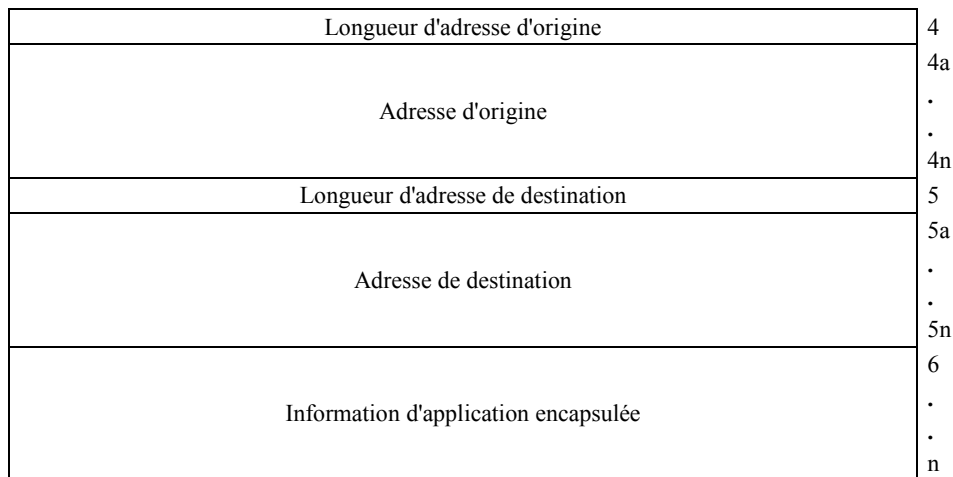 Longueur d'adresse d'origine 4
4a
.
Adresse d'origine
.
4n
Longueur d'adresse de destination 5
5a
.
Adresse de destination
.
5n
6
.
Information d'application encapsulée
.
n